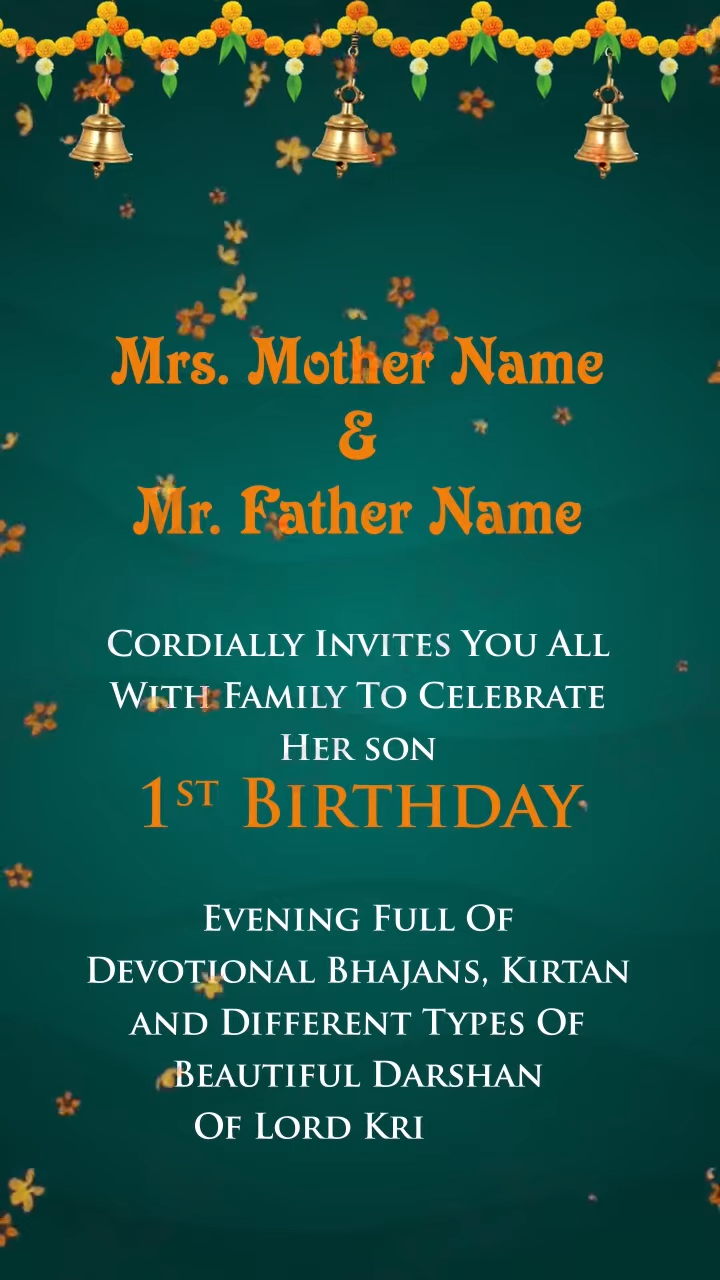 Mrs. Mother Name
&
Mr. Father Name
Cordially Invites You All
With Family To Celebrate
Her son
1st Birthday
Evening Full Of
Devotional Bhajans, Kirtan
and Different Types Of
Beautiful Darshan
Of Lord Kri